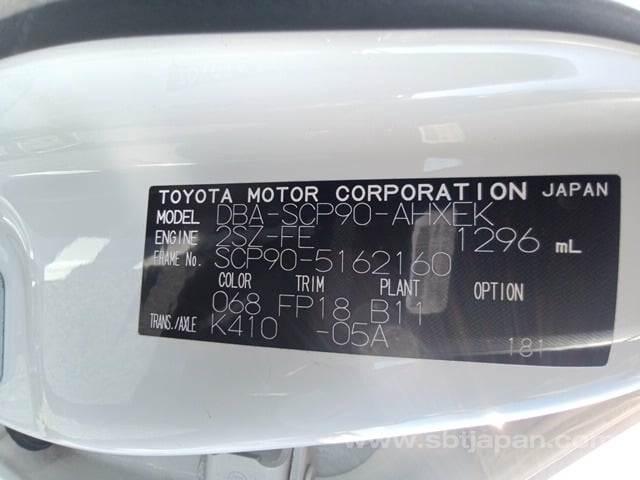 TOYOTA MOTOR CORPORATION JAPAN
MODEL DBA-SCP90-AHXEK
ENGINE 2SZ-FE 1296 mL
FRAME No. SCP90-5162160
COLOR TRIM PLANT OPTION
068 FP18 B11
TRANS./AXLE K410 -05A
181
www.sbtjapan.com